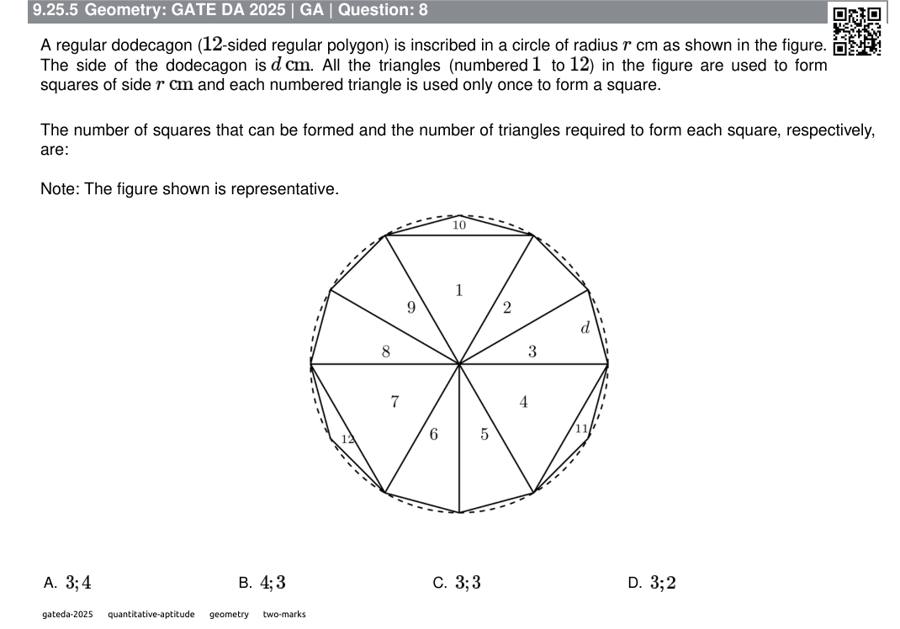 9.25.5 Geometry: GATE DA 2025 | GA | Question: 8
A regular dodecagon (12-sided regular polygon) is inscribed in a circle of radius r cm as shown in the figure.
The side of the dodecagon is d cm. All the triangles (numbered 1 to 12) in the figure are used to form
squares of side r cm and each numbered triangle is used only once to form a square.
The number of squares that can be formed and the number of triangles required to form each square, respectively,
are:
Note: The figure shown is representative.
10
1
9
2
d
8
3
7
4
12
6
5
11
A. 3; 4
B. 4; 3
C. 3; 3
D. 3; 2
gateda-2025 quantitative-aptitude geometry two-marks